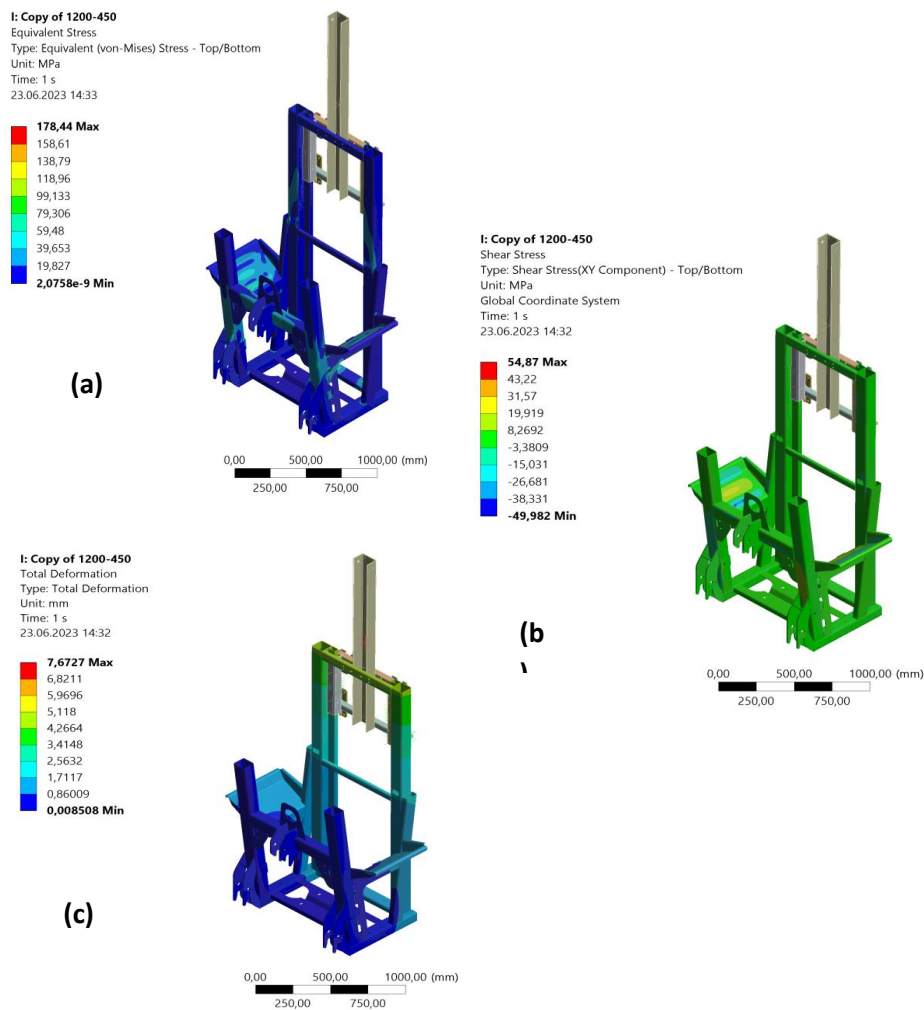 I: Copy of 1200-450
Equivalent Stress
Type: Equivalent (von-Mises) Stress - Top/Bottom
Unit: MPa
Time: 1 s
23.06.2023 14:33
178,44 Max
158,61
138,79
118,96
99,133
79,306
59,48
39,653
19,827
2,0758e-9 Min
(a)
0,00 500,00 1000,00 (mm)
250,00 750,00
I: Copy of 1200-450
Shear Stress
Type: Shear Stress(XY Component) - Top/Bottom
Unit: MPa
Global Coordinate System
Time: 1 s
23.06.2023 14:32
54,87 Max
43,22
31,57
19,919
8,2692
-3,3809
-15,031
-26,681
-38,331
-49,982 Min
(b
)
0,00 500,00 1000,00 (mm)
250,00 750,00
I: Copy of 1200-450
Total Deformation
Type: Total Deformation
Unit: mm
Time: 1 s
23.06.2023 14:32
7,6727 Max
6,8211
5,9696
5,118
4,2664
3,4148
2,5632
1,7117
0,86009
0,008508 Min
(c)
0,00 500,00 1000,00 (mm)
250,00 750,00